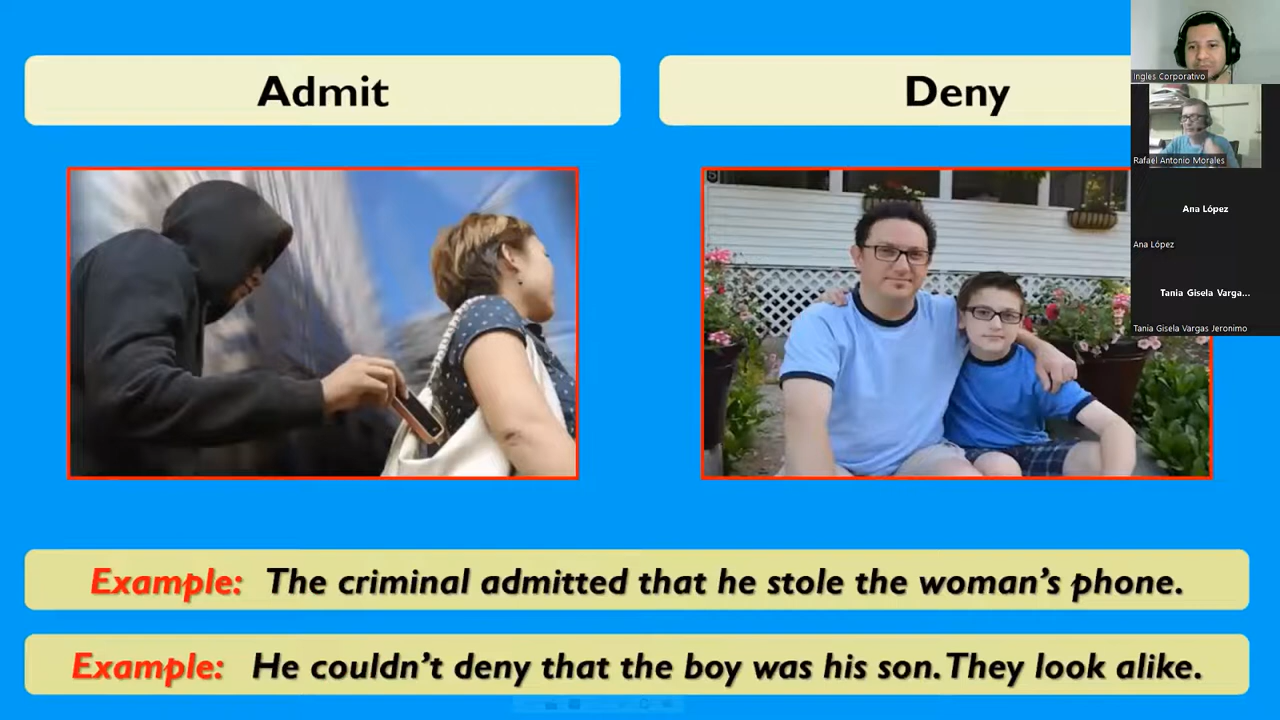 Admit
Deny
Ingles Corporativo
Rafael Antonio Morales
Ana López
Ana López
Tania Gisela Varga...
Tania Gisela Vargas Jeronimo
Example: The criminal admitted that he stole the woman's phone.
Example: He couldn't deny that the boy was his son. They look alike.